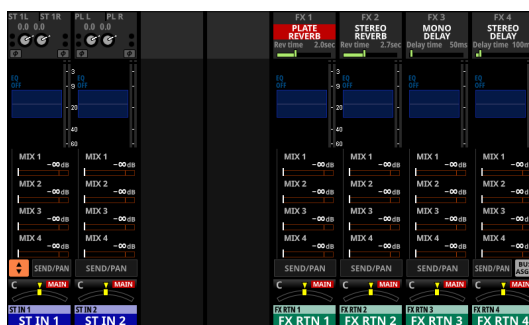 ST 1L ST 1R PL L PL R FX 1 FX 2 FX 3 FX 4
0.0 0.0 0.0 0.0 PLATE REVERB STEREO REVERB MONO DELAY STEREO DELAY
Rev time 2.0sec Rev time 2.7sec Delay time 50ms Delay time 100m
EQ OFF EQ OFF EQ OFF EQ OFF EQ OFF EQ OFF
3 3
9 9
20 20
40 40
60 60
MIX 1 MIX 1 MIX 1 MIX 1 MIX 1 MIX 1
-∞dB -∞dB -∞dB -∞dB -∞dB -∞d
MIX 2 MIX 2 MIX 2 MIX 2 MIX 2 MIX 2
-∞dB -∞dB -∞dB -∞dB -∞dB -∞d
MIX 3 MIX 3 MIX 3 MIX 3 MIX 3 MIX 3
-∞dB -∞dB -∞dB -∞dB -∞dB -∞d
MIX 4 MIX 4 MIX 4 MIX 4 MIX 4 MIX 4
-∞dB -∞dB -∞dB -∞dB -∞dB -∞d
SEND/PAN SEND/PAN SEND/PAN SEND/PAN SEND/PAN SEND/PAN BU ASG
C MAIN C MAIN C MAIN C MAIN C MAIN C MAIN
ST IN 1 ST IN 2 FX RTN 1 FX RTN 2 FX RTN 3 FX RTN 4
ST IN 1 ST IN 2 FX RTN 1 FX RTN 2 FX RTN 3 FX RTN 4